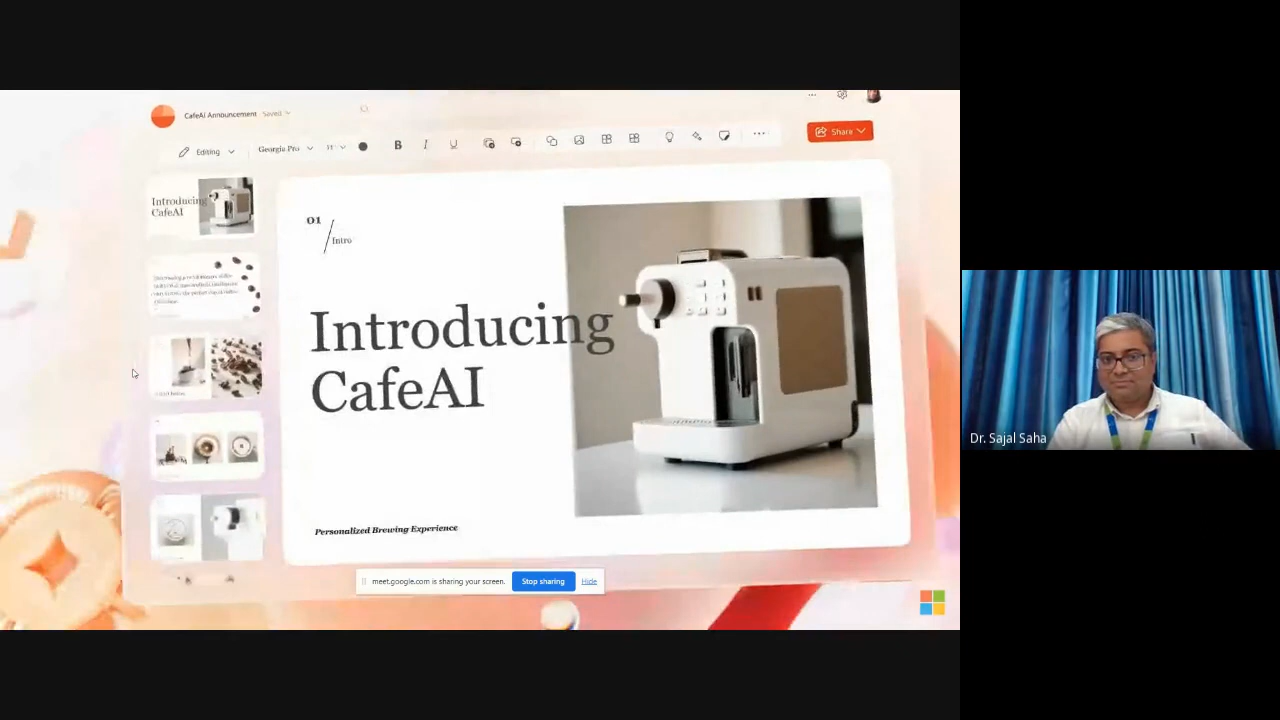 CafeAI Announcement Saved
Editing
Georgia Pro
B I U
Share
Introducing
CafeAI
01
Intro
Introducing
CafeAI
Personalized Brewing Experience
meet.google.com is sharing your screen.
Stop sharing
Hide
Dr. Sajal Saha